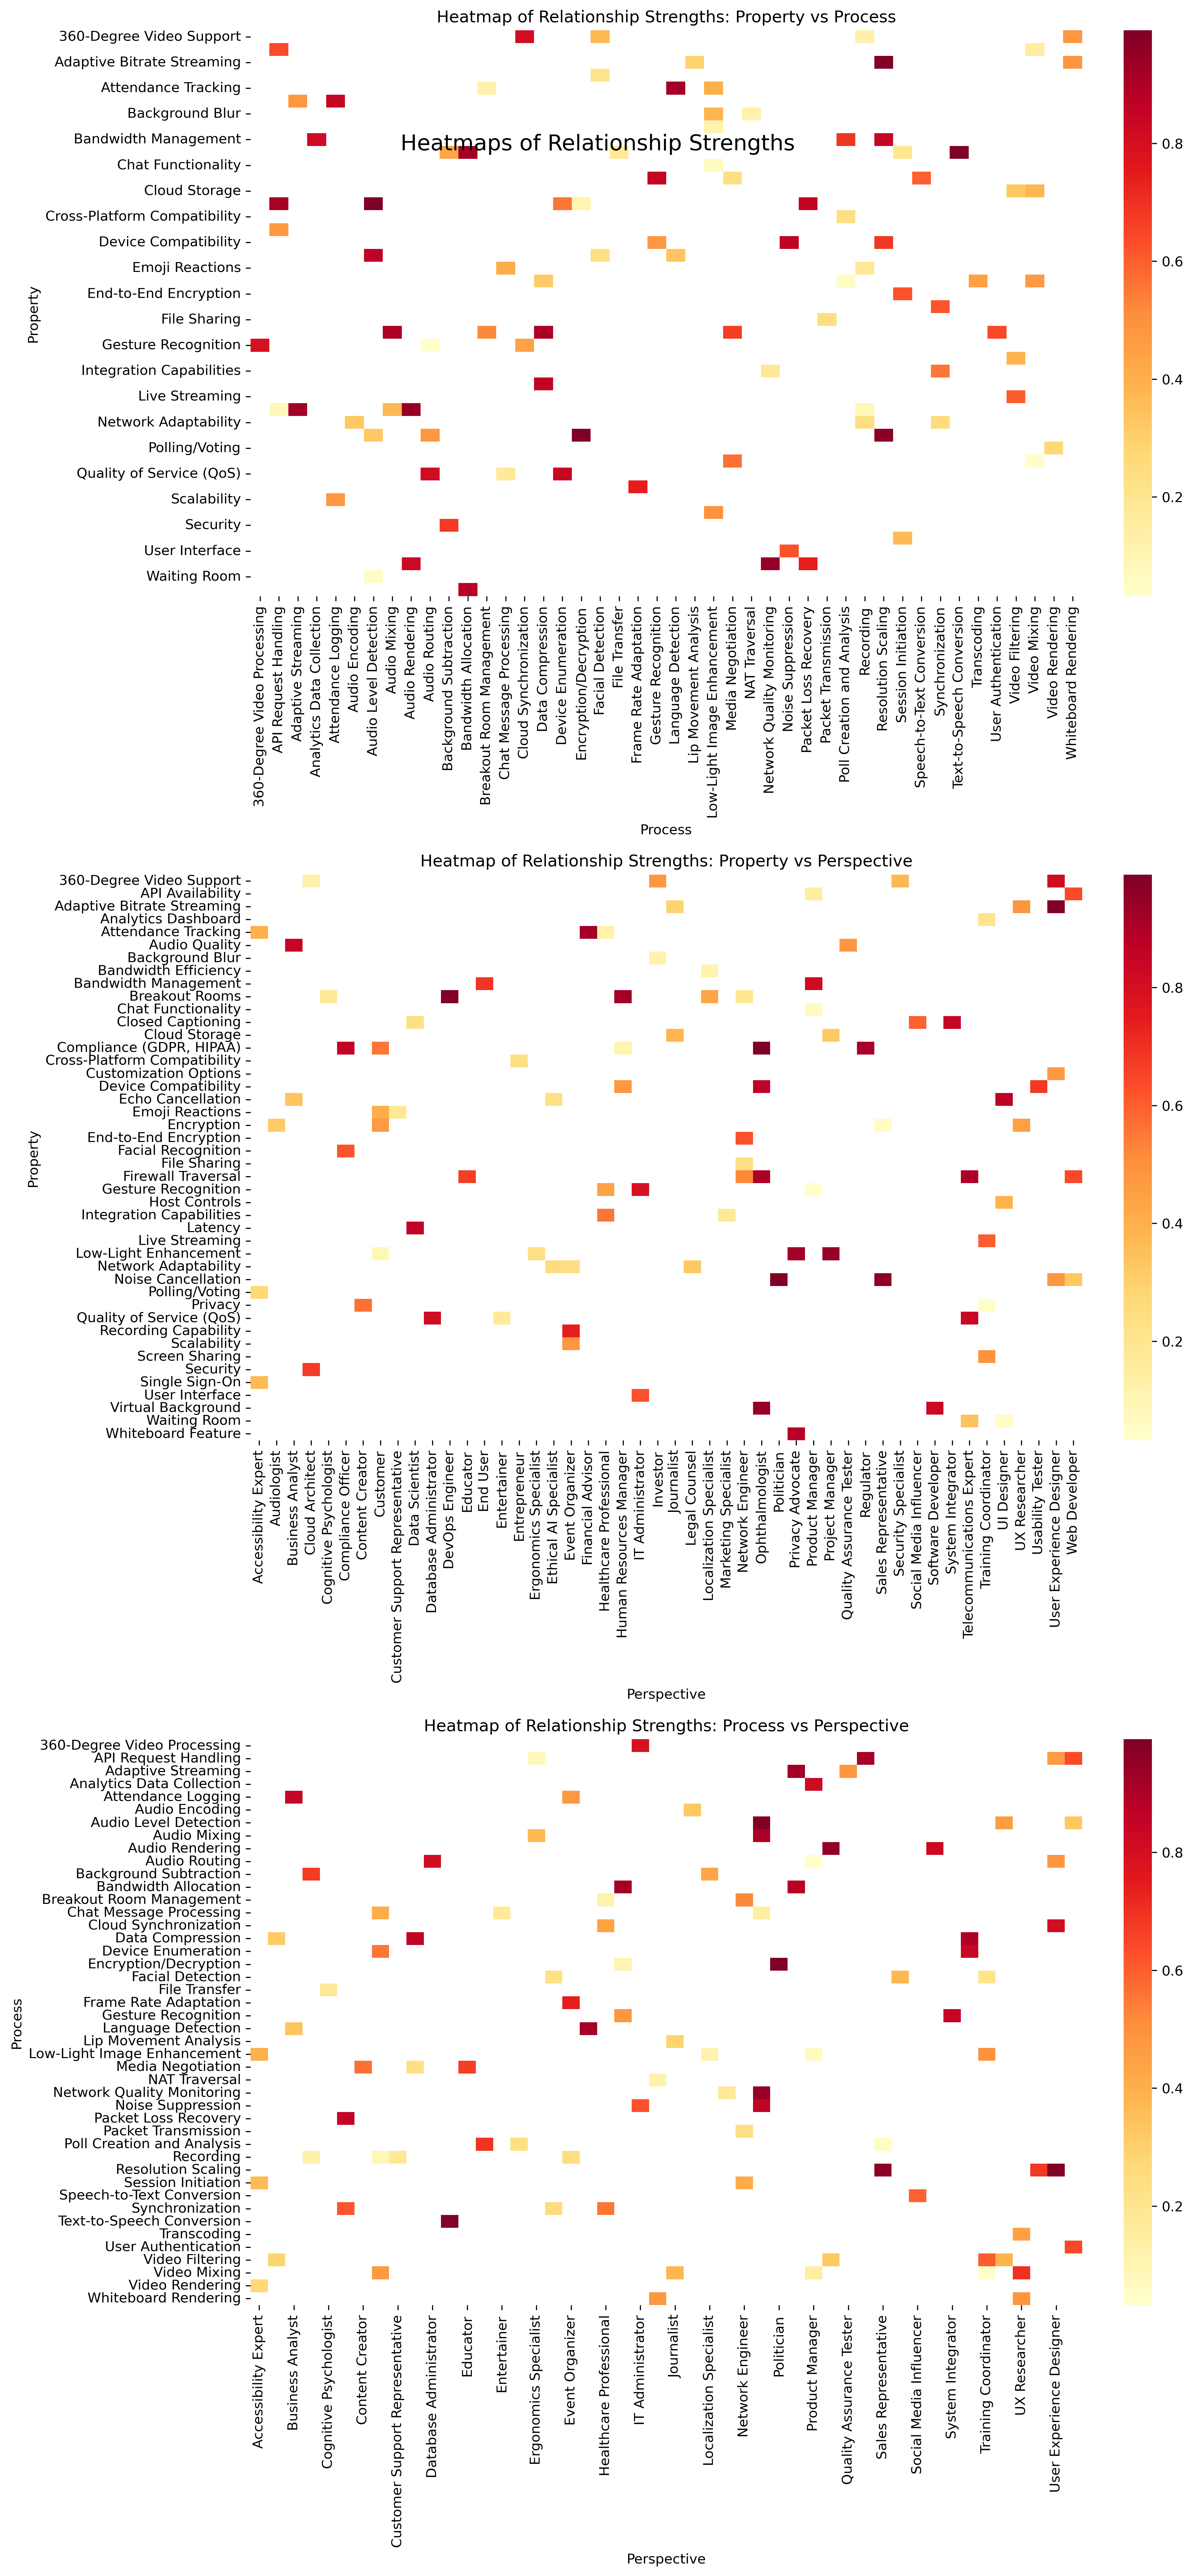 Heatmap of Relationship Strengths: Property vs Process
Heatmaps of Relationship Strengths
Property
360-Degree Video Support
Adaptive Bitrate Streaming
Attendance Tracking
Background Blur
Bandwidth Management
Chat Functionality
Cloud Storage
Cross-Platform Compatibility
Device Compatibility
Emoji Reactions
End-to-End Encryption
File Sharing
Gesture Recognition
Integration Capabilities
Live Streaming
Network Adaptability
Polling/Voting
Quality of Service (QoS)
Scalability
Security
User Interface
Waiting Room
360-Degree Video Processing
API Request Handling
Adaptive Streaming
Analytics Data Collection
Attendance Logging
Audio Encoding
Audio Level Detection
Audio Mixing
Audio Rendering
Audio Routing
Background Subtraction
Bandwidth Allocation
Breakout Room Management
Chat Message Processing
Cloud Synchronization
Data Compression
Device Enumeration
Encryption/Decryption
Facial Detection
File Transfer
Frame Rate Adaptation
Gesture Recognition
Language Detection
Lip Movement Analysis
Low-Light Image Enhancement
Media Negotiation
NAT Traversal
Network Quality Monitoring
Noise Suppression
Packet Loss Recovery
Packet Transmission
Poll Creation and Analysis
Recording
Resolution Scaling
Session Initiation
Speech-to-Text Conversion
Synchronization
Text-to-Speech Conversion
Transcoding
User Authentication
Video Filtering
Video Mixing
Video Rendering
Whiteboard Rendering
Process
0.8
0.6
0.4
0.2
Heatmap of Relationship Strengths: Property vs Perspective
Property
360-Degree Video Support
API Availability
Adaptive Bitrate Streaming
Analytics Dashboard
Attendance Tracking
Audio Quality
Background Blur
Bandwidth Efficiency
Bandwidth Management
Breakout Rooms
Chat Functionality
Closed Captioning
Cloud Storage
Compliance (GDPR, HIPAA)
Cross-Platform Compatibility
Customization Options
Device Compatibility
Echo Cancellation
Emoji Reactions
Encryption
End-to-End Encryption
Facial Recognition
File Sharing
Firewall Traversal
Gesture Recognition
Host Controls
Integration Capabilities
Latency
Live Streaming
Low-Light Enhancement
Network Adaptability
Noise Cancellation
Polling/Voting
Privacy
Quality of Service (QoS)
Recording Capability
Scalability
Screen Sharing
Security
Single Sign-On
User Interface
Virtual Background
Waiting Room
Whiteboard Feature
Accessibility Expert
Audiologist
Business Analyst
Cloud Architect
Cognitive Psychologist
Compliance Officer
Content Creator
Customer
Customer Support Representative
Data Scientist
Database Administrator
DevOps Engineer
Educator
End User
Entertainer
Entrepreneur
Ergonomics Specialist
Ethical AI Specialist
Event Organizer
Financial Advisor
Healthcare Professional
Human Resources Manager
IT Administrator
Investor
Journalist
Legal Counsel
Localization Specialist
Marketing Specialist
Network Engineer
Ophthalmologist
Politician
Privacy Advocate
Product Manager
Project Manager
Quality Assurance Tester
Regulator
Sales Representative
Security Specialist
Social Media Influencer
Software Developer
System Integrator
Telecommunications Expert
Training Coordinator
UI Designer
UX Researcher
Usability Tester
User Experience Designer
Web Developer
Perspective
0.8
0.6
0.4
0.2
Heatmap of Relationship Strengths: Process vs Perspective
Process
360-Degree Video Processing
API Request Handling
Adaptive Streaming
Analytics Data Collection
Attendance Logging
Audio Encoding
Audio Level Detection
Audio Mixing
Audio Rendering
Audio Routing
Background Subtraction
Bandwidth Allocation
Breakout Room Management
Chat Message Processing
Cloud Synchronization
Data Compression
Device Enumeration
Encryption/Decryption
Facial Detection
File Transfer
Frame Rate Adaptation
Gesture Recognition
Language Detection
Lip Movement Analysis
Low-Light Image Enhancement
Media Negotiation
NAT Traversal
Network Quality Monitoring
Noise Suppression
Packet Loss Recovery
Packet Transmission
Poll Creation and Analysis
Recording
Resolution Scaling
Session Initiation
Speech-to-Text Conversion
Synchronization
Text-to-Speech Conversion
Transcoding
User Authentication
Video Filtering
Video Mixing
Video Rendering
Whiteboard Rendering
Accessibility Expert
Business Analyst
Cognitive Psychologist
Content Creator
Customer Support Representative
Database Administrator
Educator
Entertainer
Ergonomics Specialist
Event Organizer
Healthcare Professional
IT Administrator
Journalist
Localization Specialist
Network Engineer
Politician
Product Manager
Quality Assurance Tester
Sales Representative
Social Media Influencer
System Integrator
Training Coordinator
UX Researcher
User Experience Designer
Perspective
0.8
0.6
0.4
0.2